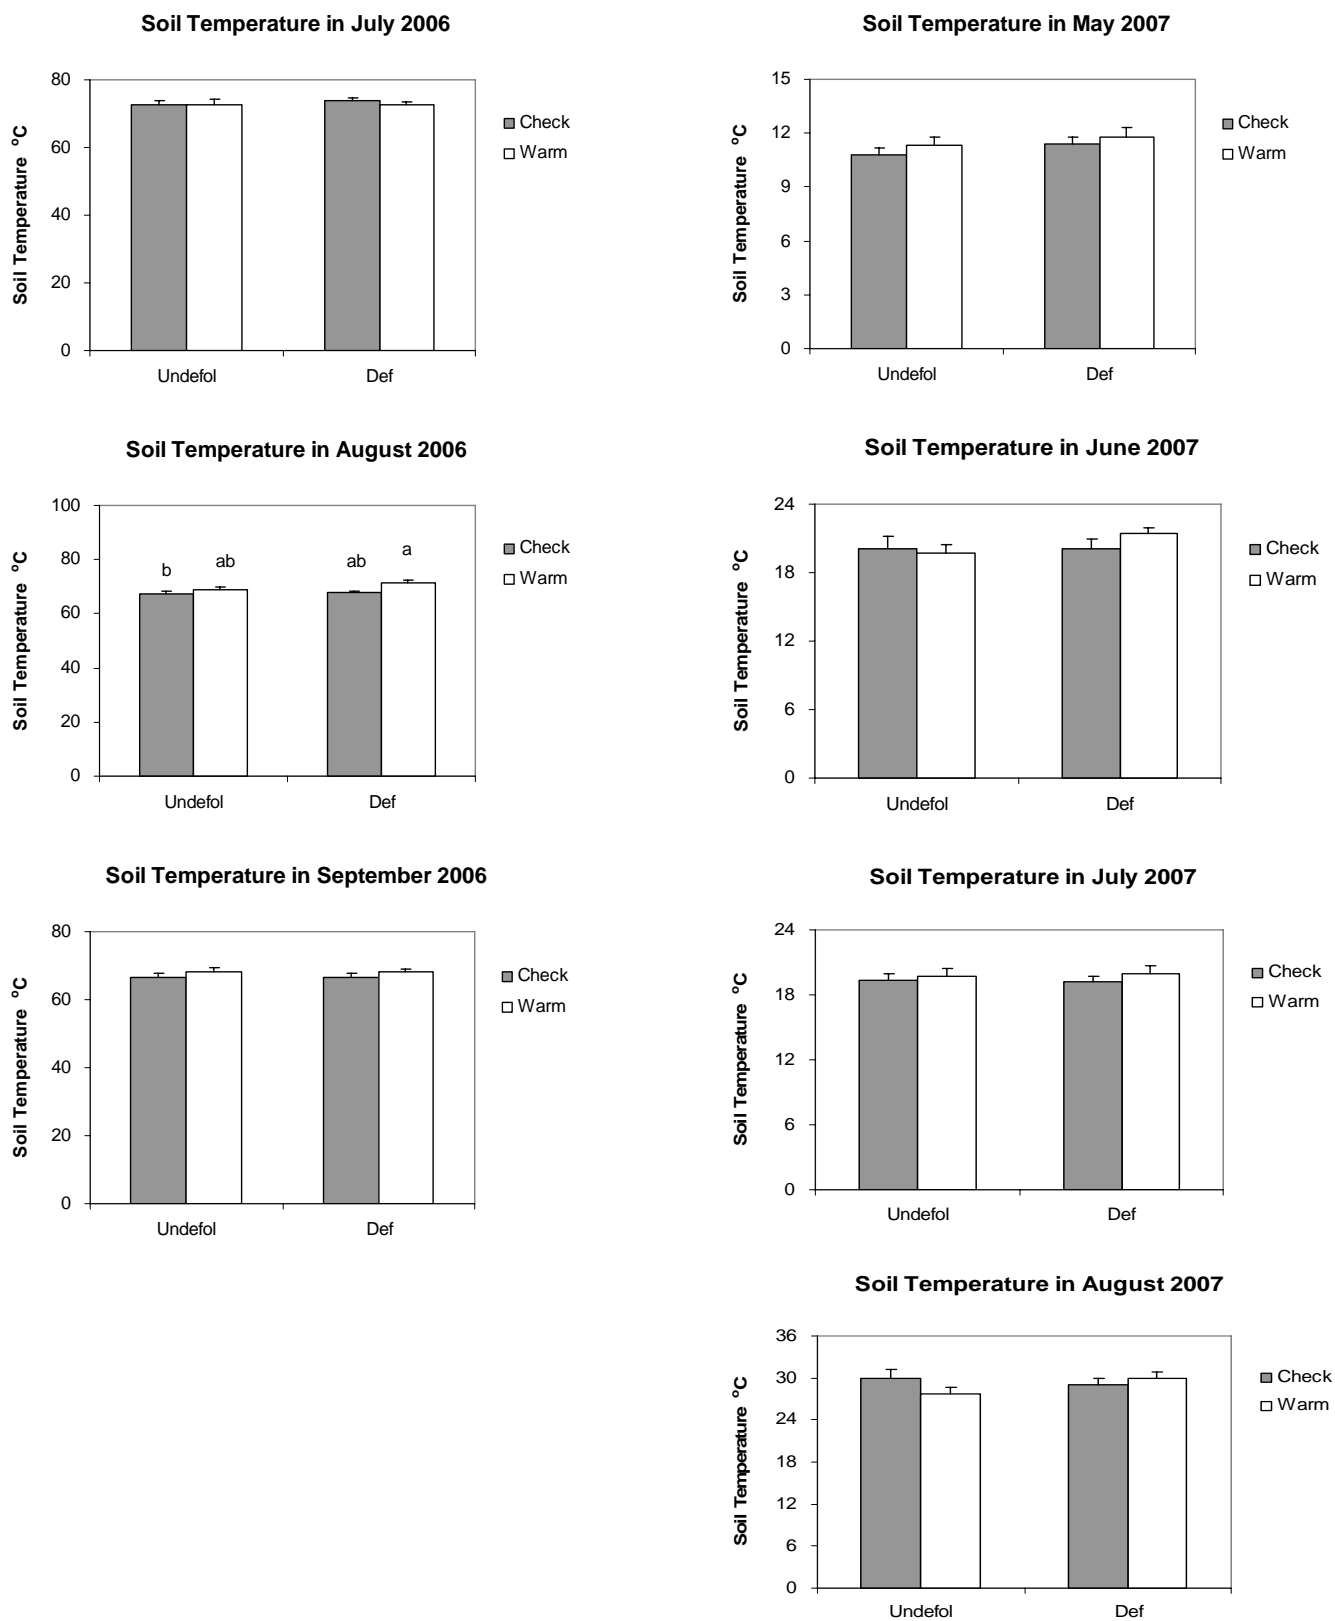 Soil Temperature in July 2006
Soil Temperature °C
80
60
40
20
0
Undefol Def
Check
Warm
Soil Temperature in August 2006
Soil Temperature °C
100
80
60
40
20
0
b ab ab a
Undefol Def
Check
Warm
Soil Temperature in September 2006
Soil Temperature °C
80
60
40
20
0
Undefol Def
Check
Warm
Soil Temperature in May 2007
Soil Temperature °C
15
12
9
6
3
0
Undefol Def
Check
Warm
Soil Temperature in June 2007
Soil Temperature °C
24
18
12
6
0
Undefol Def
Check
Warm
Soil Temperature in July 2007
Soil Temperature °C
24
18
12
6
0
Undefol Def
Check
Warm
Soil Temperature in August 2007
Soil Temperature °C
36
30
24
18
12
6
0
Undefol Def
Check
Warm